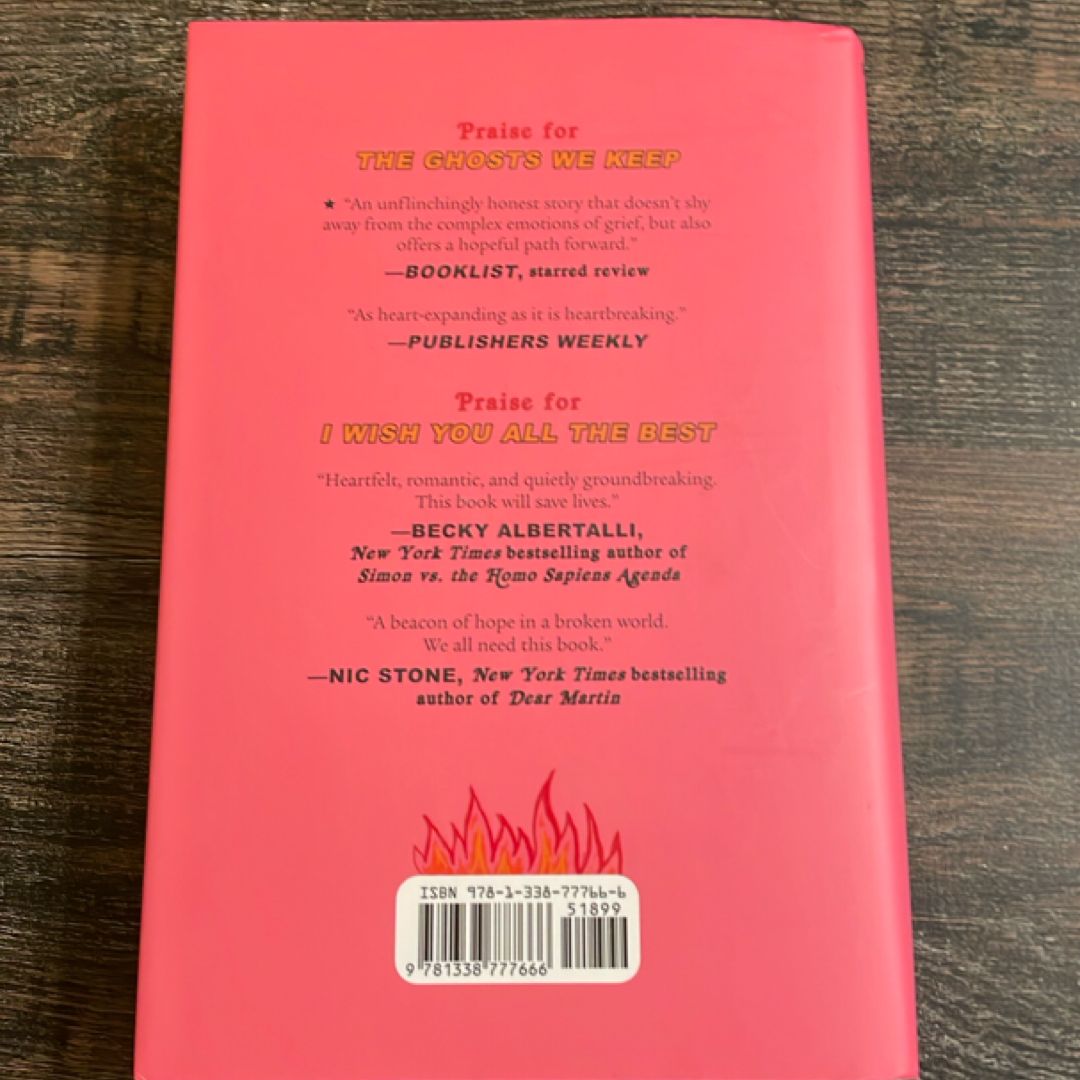 Praise for
THE GHOSTS WE KEEP
★ “An unflinchingly honest story that doesn’t shy
away from the complex emotions of grief, but also
offers a hopeful path forward.”
—BOOKLIST, starred review
“As heart-expanding as it is heartbreaking.”
—PUBLISHERS WEEKLY
Praise for
I WISH YOU ALL THE BEST
“Heartfelt, romantic, and quietly groundbreaking.
This book will save lives.”
—BECKY ALBERTALLI,
New York Times bestselling author of
Simon vs. the Homo Sapiens Agenda
“A beacon of hope in a broken world.
We all need this book.”
—NIC STONE, New York Times bestselling
author of Dear Martin
ISBN 978-1-338-77766-6
51899
9 781338 777666